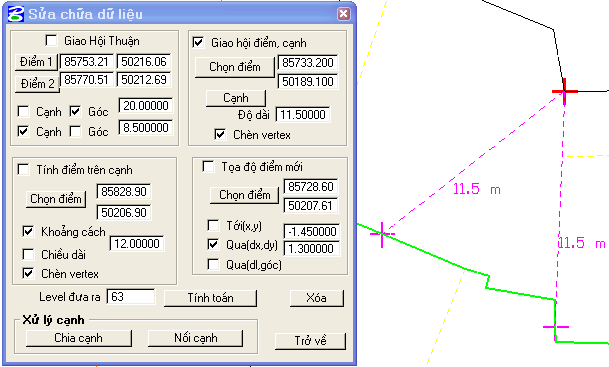 Sửa chữa dữ liệu
Giao Hội Thuận
Điểm 1 85753.21 50216.06
Điểm 2 85770.51 50212.69
Cạnh Góc 20.00000
Cạnh Góc 8.500000
Giao hội điểm, cạnh
Chọn điểm 85733.200
50189.100
Cạnh
Độ dài 11.50000
Chèn vertex
Tính điểm trên cạnh
Chọn điểm 85828.90
50206.90
Khoảng cách
12.00000
Chiều dài
Chèn vertex
Tọa độ điểm mới
Chọn điểm 85728.60
50207.61
Tới(x,y) -1.450000
Qua(dx,dy) 1.300000
Qua(dl,góc)
Level đưa ra 63 Tính toán Xóa
Xử lý cạnh
Chia cạnh Nối cạnh Trở về
11.5 m
11.5 m